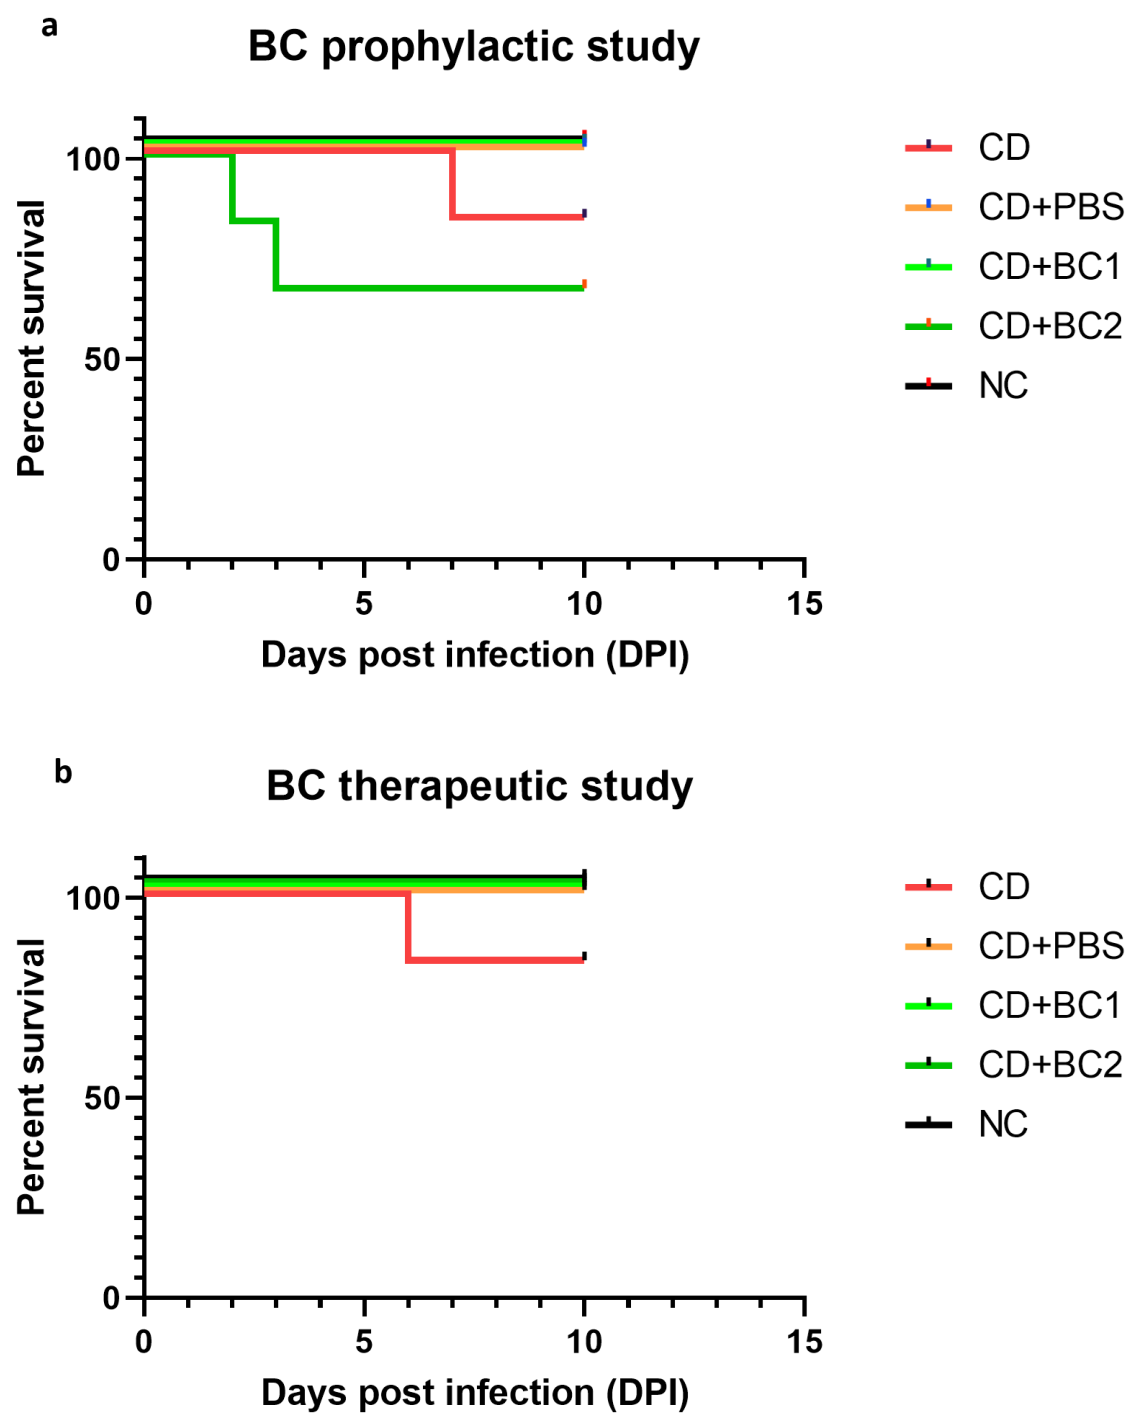 a
BC prophylactic study
100
50
0
0 5 10 15
Percent survival
Days post infection (DPI)
CD
CD+PBS
CD+BC1
CD+BC2
NC
b
BC therapeutic study
100
50
0
0 5 10 15
Percent survival
Days post infection (DPI)
CD
CD+PBS
CD+BC1
CD+BC2
NC